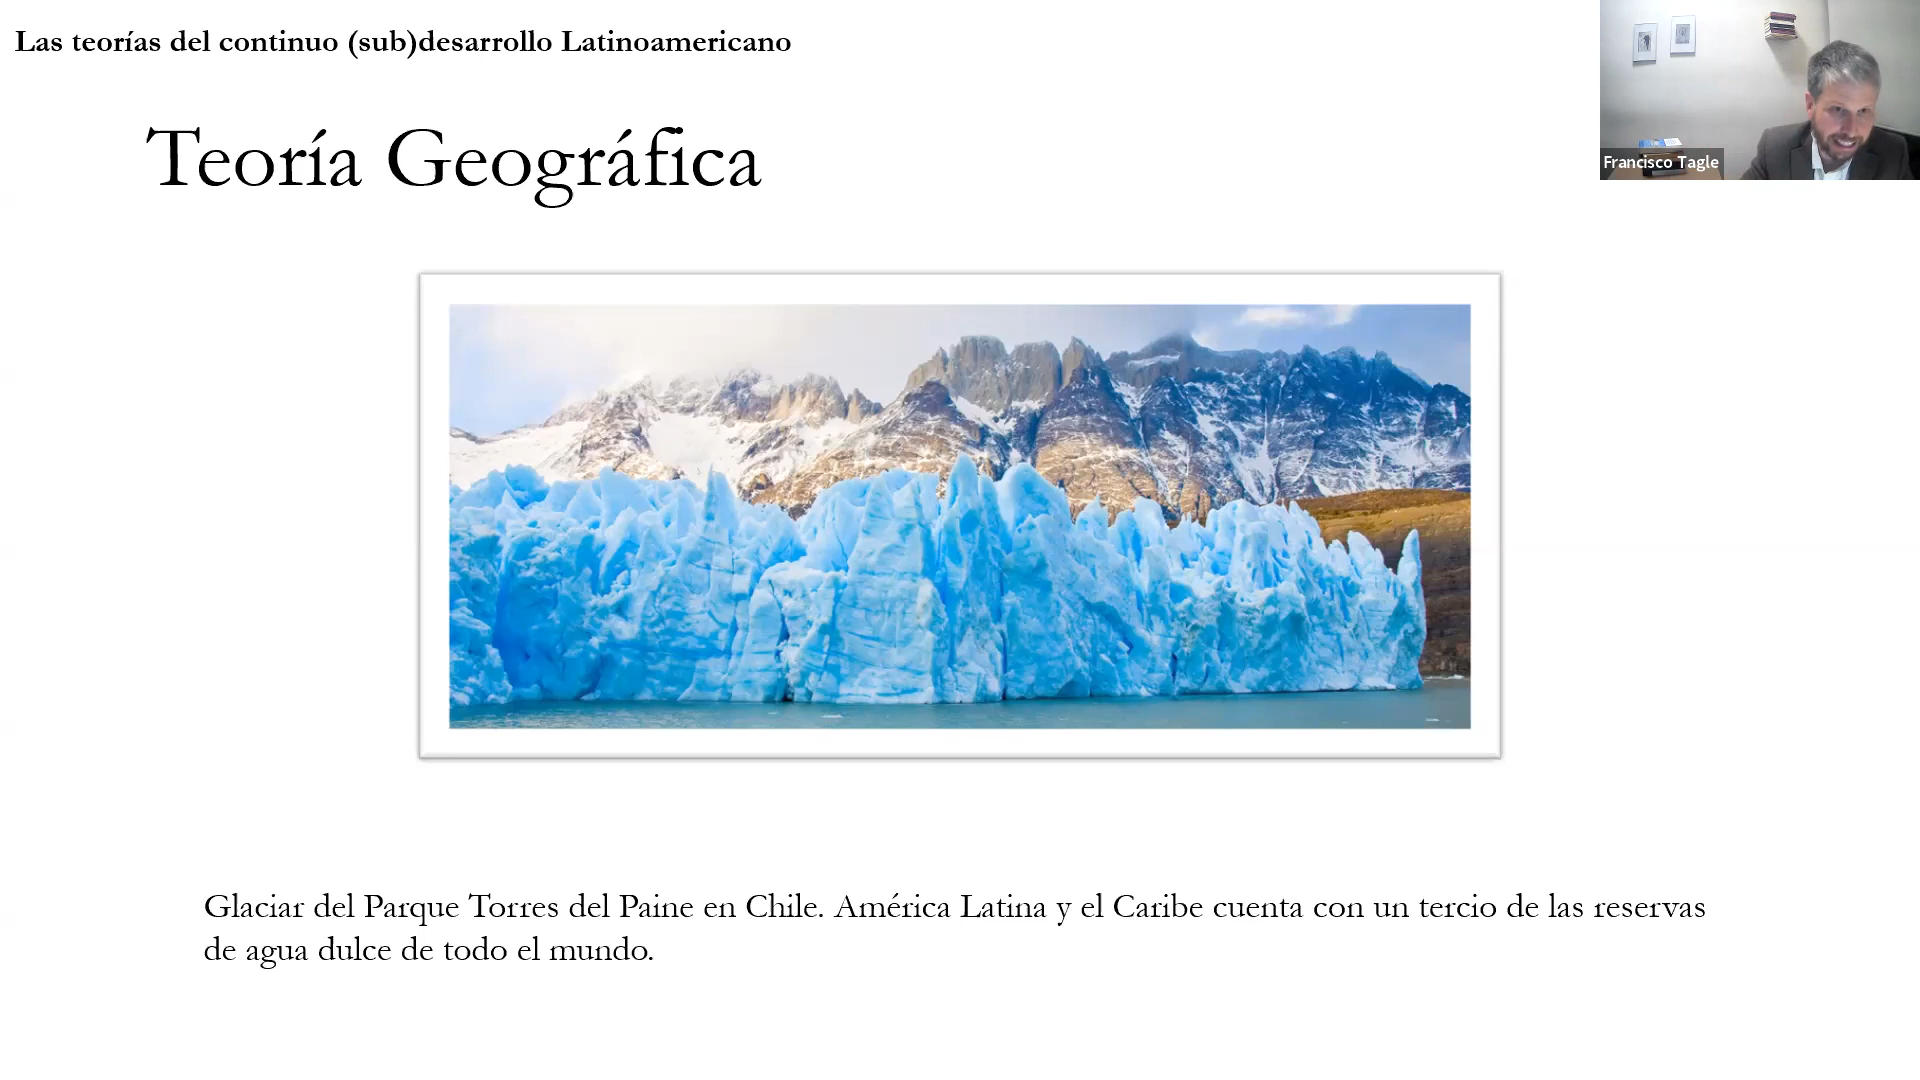 Las teorías del continuo (sub)desarrollo Latinoamericano
Francisco Tagle
Teoría Geográfica
Glaciar del Parque Torres del Paine en Chile. América Latina y el Caribe cuenta con un tercio de las reservas
de agua dulce de todo el mundo.